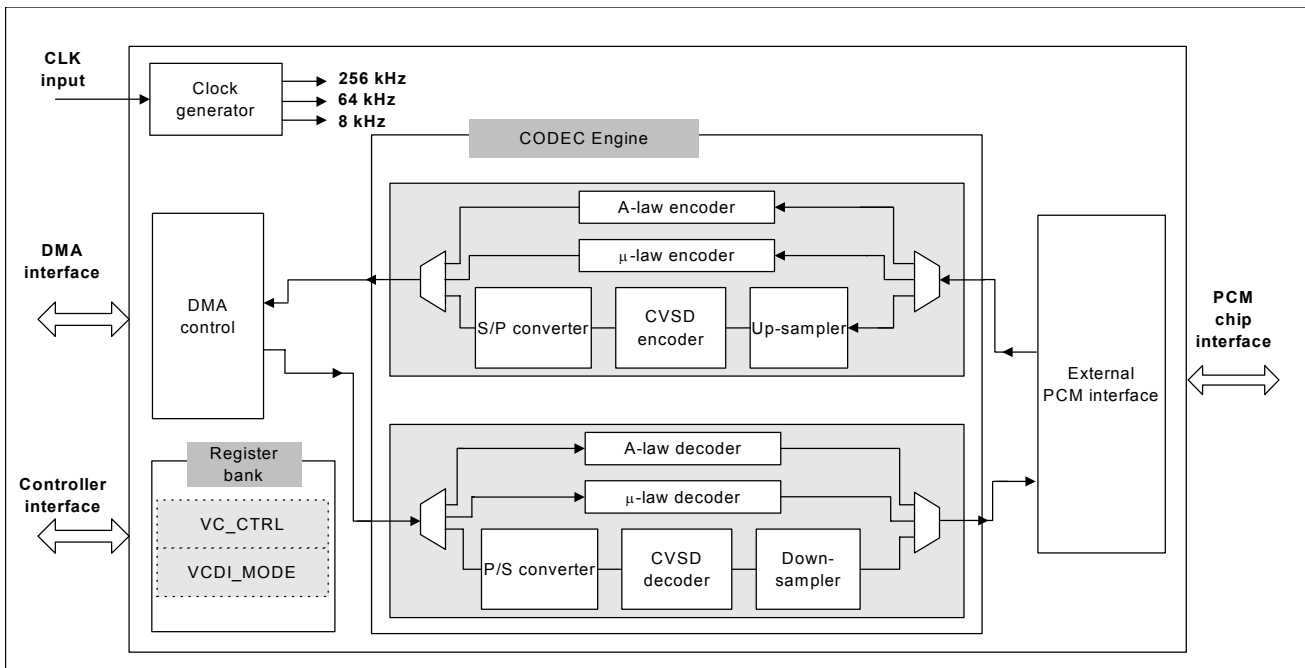 CLK
input
Clock
generator
256 kHz
64 kHz
8 kHz
CODEC Engine
A-law encoder
μ-law encoder
S/P converter
CVSD
encoder
Up-sampler
DMA
interface
DMA
control
External
PCM interface
PCM
chip
interface
Controller
interface
Register
bank
VC_CTRL
VCDI_MODE
A-law decoder
μ-law decoder
P/S converter
CVSD
decoder
Down-
sampler